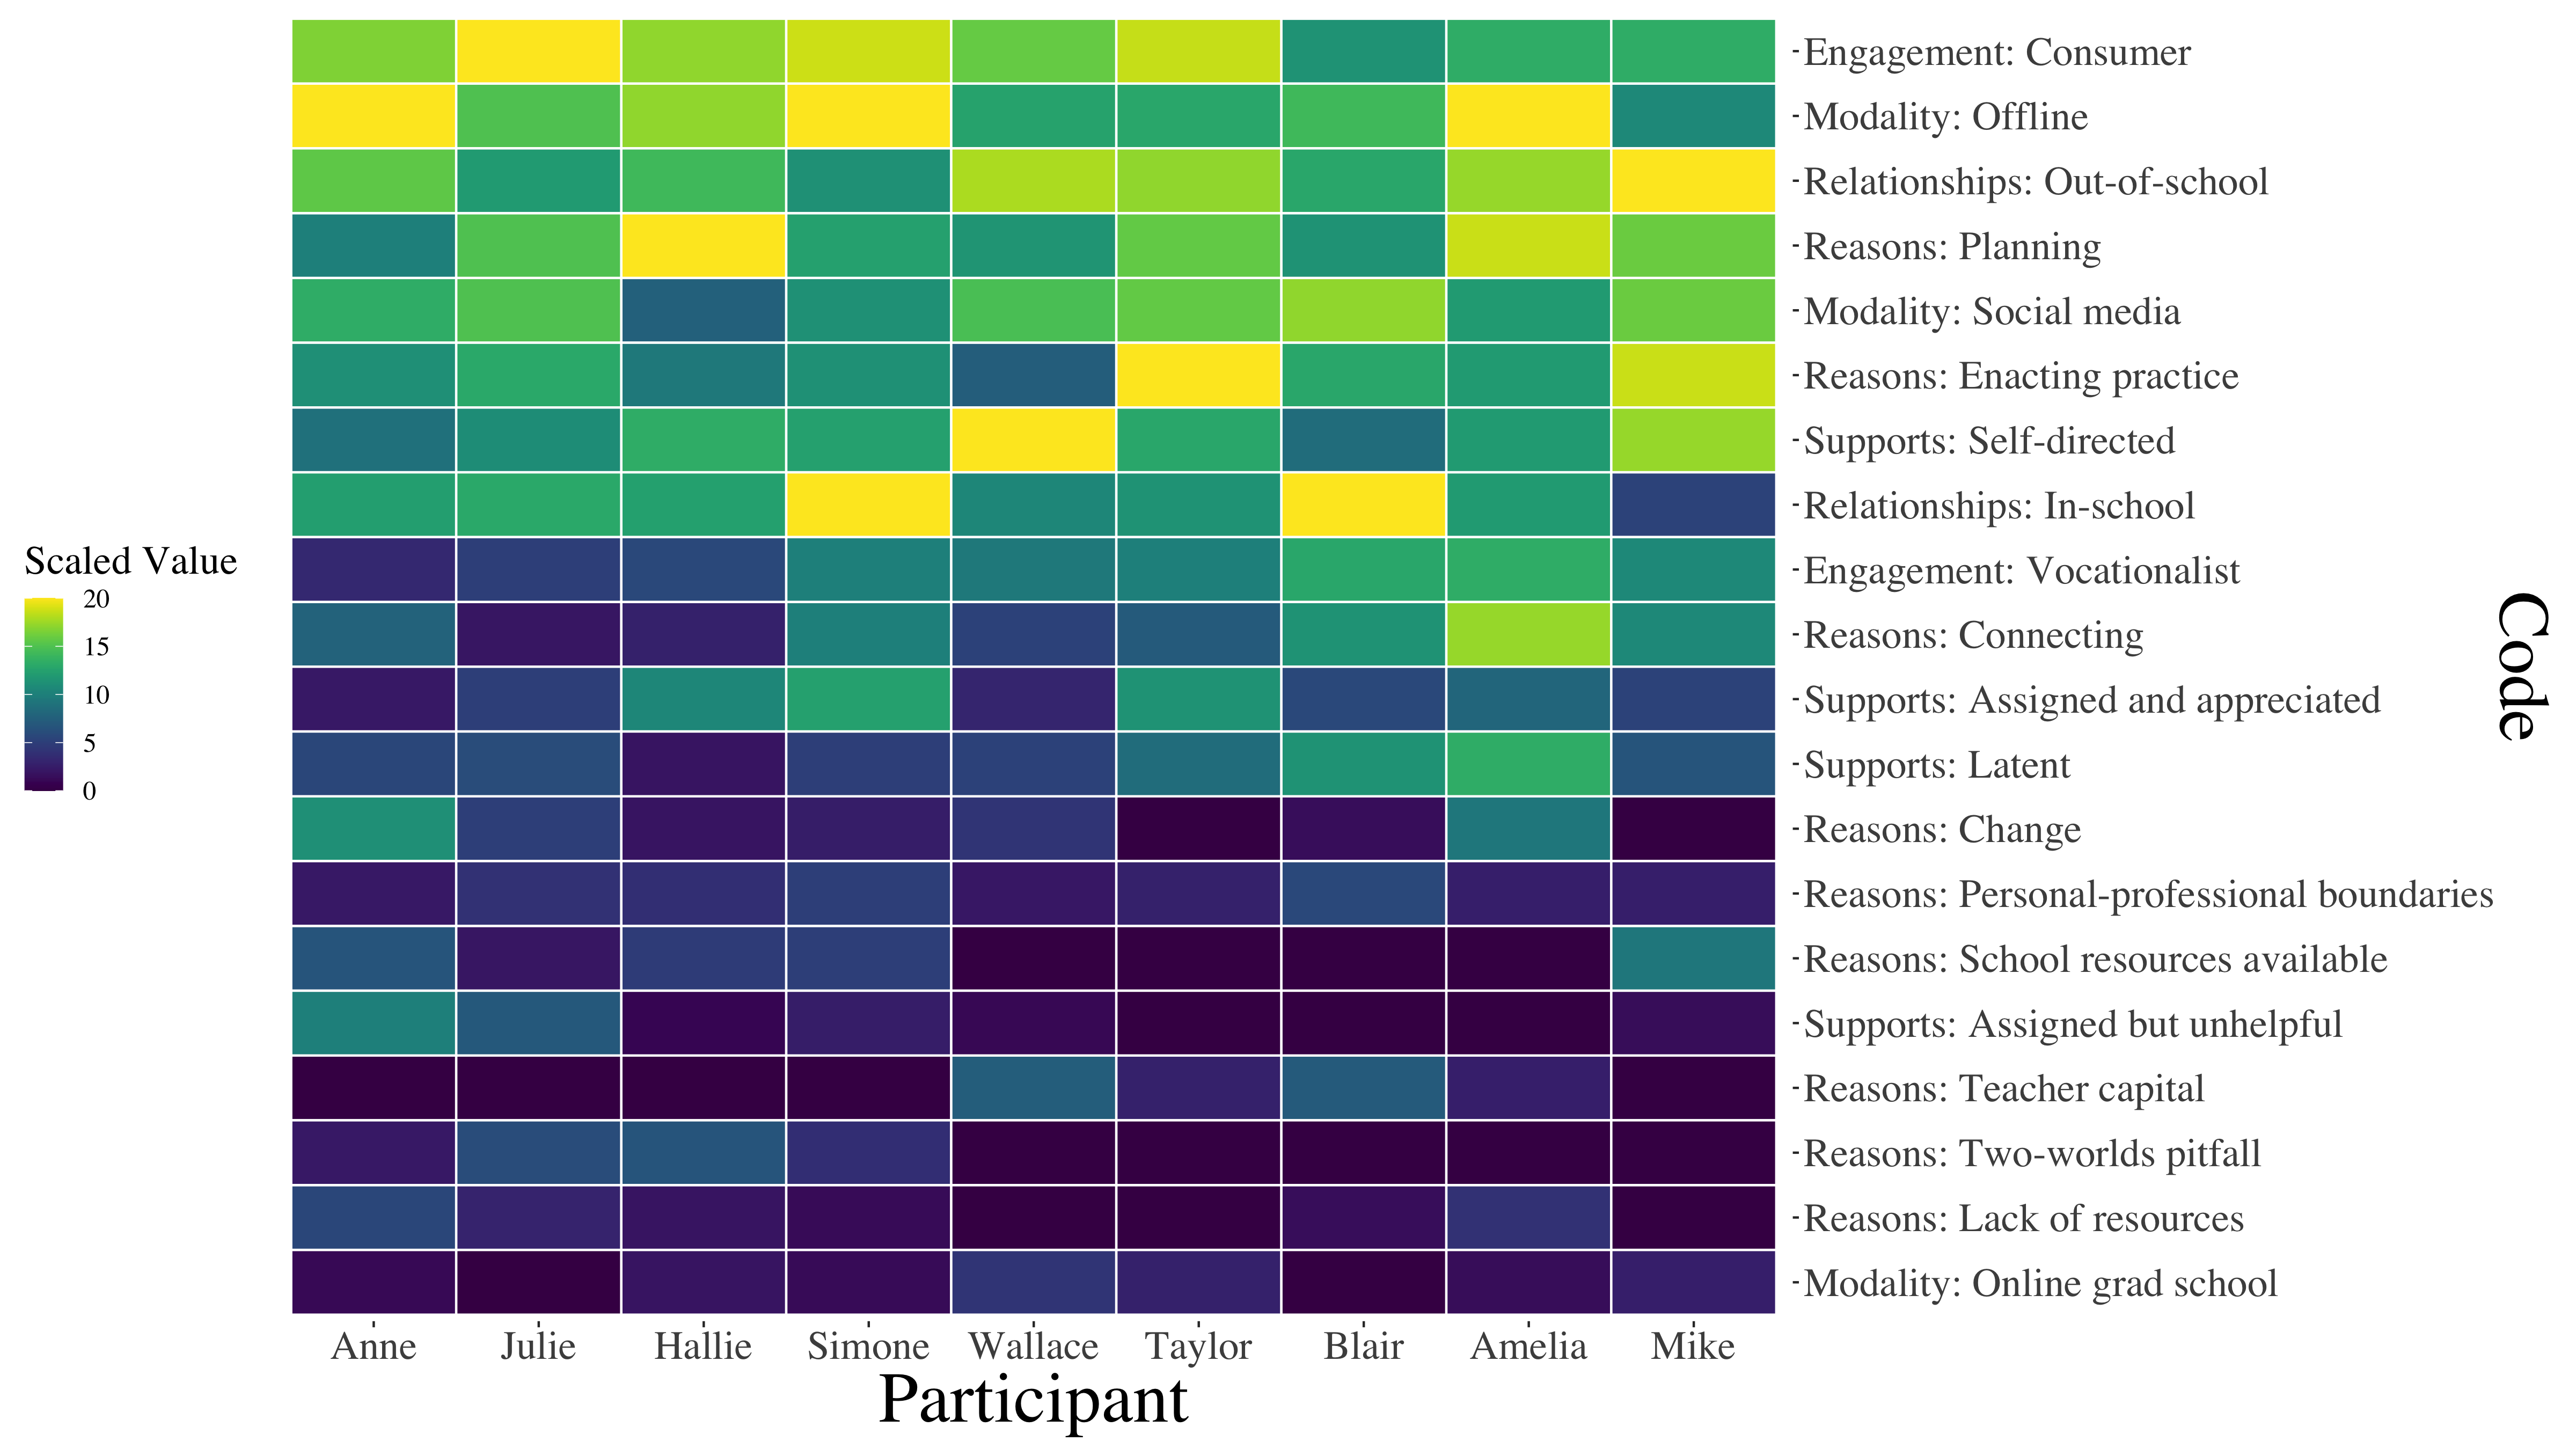 Engagement: Consumer
Modality: Offline
Relationships: Out-of-school
Reasons: Planning
Modality: Social media
Reasons: Enacting practice
Supports: Self-directed
Relationships: In-school
Engagement: Vocationalist
Reasons: Connecting
Supports: Assigned and appreciated
Supports: Latent
Reasons: Change
Reasons: Personal-professional boundaries
Reasons: School resources available
Supports: Assigned but unhelpful
Reasons: Teacher capital
Reasons: Two-worlds pitfall
Reasons: Lack of resources
Modality: Online grad school
Code
Scaled Value
20
15
10
5
0
Anne Julie Hallie Simone Wallace Taylor Blair Amelia Mike
Participant